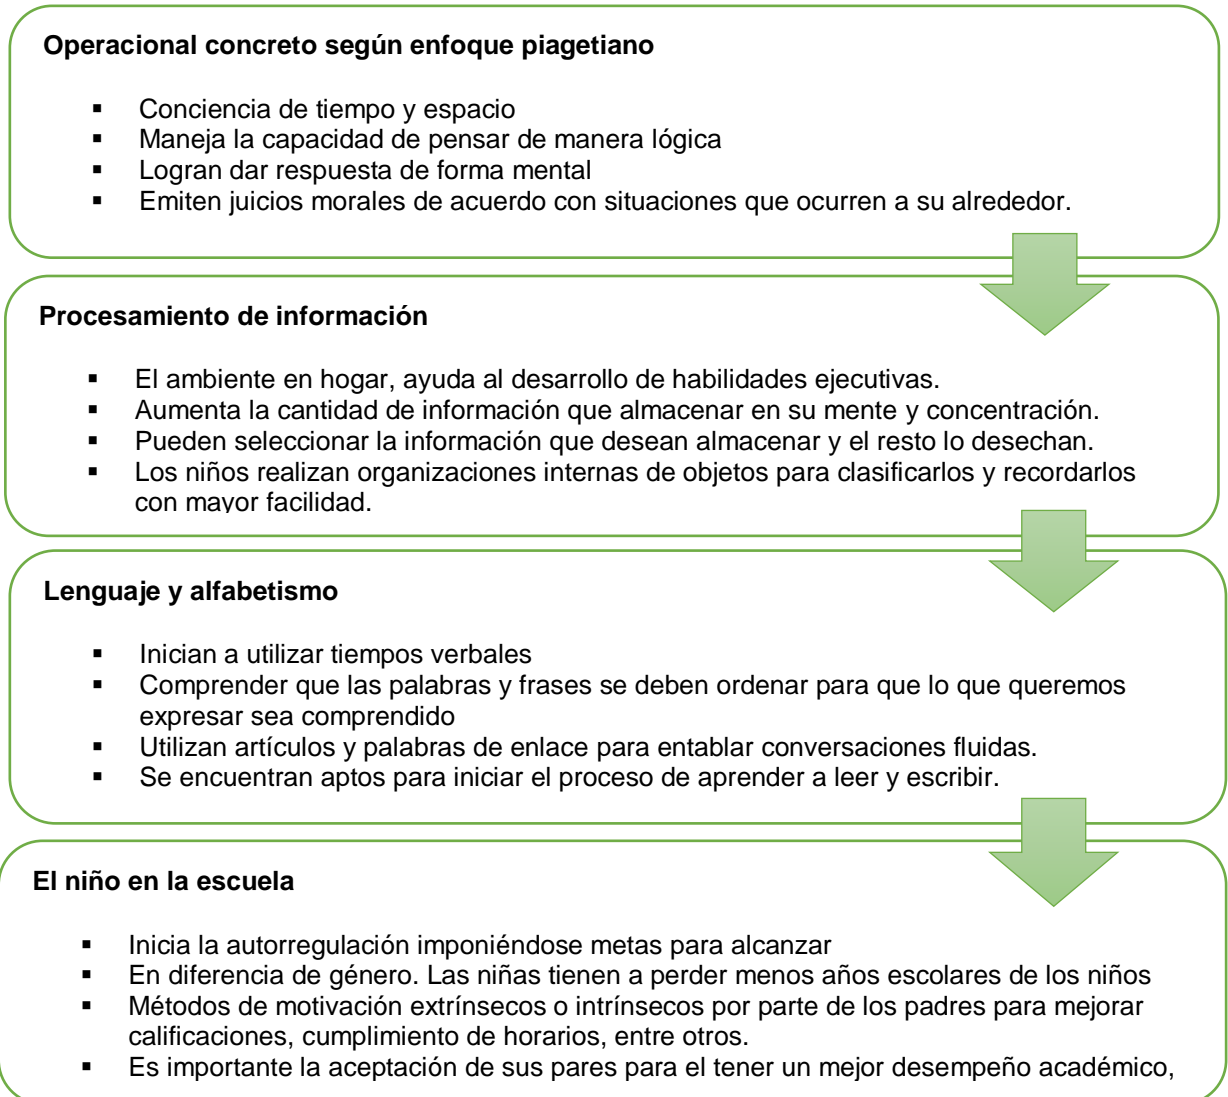 Operacional concreto según enfoque piagetiano
▪ Conciencia de tiempo y espacio
▪ Maneja la capacidad de pensar de manera lógica
▪ Logran dar respuesta de forma mental
▪ Emiten juicios morales de acuerdo con situaciones que ocurren a su alrededor.
Procesamiento de información
▪ El ambiente en hogar, ayuda al desarrollo de habilidades ejecutivas.
▪ Aumenta la cantidad de información que almacenar en su mente y concentración.
▪ Pueden seleccionar la información que desean almacenar y el resto lo desechan.
▪ Los niños realizan organizaciones internas de objetos para clasificarlos y recordarlos
con mayor facilidad.
Lenguaje y alfabetismo
▪ Inician a utilizar tiempos verbales
▪ Comprender que las palabras y frases se deben ordenar para que lo que queremos
expresar sea comprendido
▪ Utilizan artículos y palabras de enlace para entablar conversaciones fluidas.
▪ Se encuentran aptos para iniciar el proceso de aprender a leer y escribir.
El niño en la escuela
▪ Inicia la autorregulación imponiéndose metas para alcanzar
▪ En diferencia de género. Las niñas tienen a perder menos años escolares de los niños
▪ Métodos de motivación extrínsecos o intrínsecos por parte de los padres para mejorar
calificaciones, cumplimiento de horarios, entre otros.
▪ Es importante la aceptación de sus pares para el tener un mejor desempeño académico,